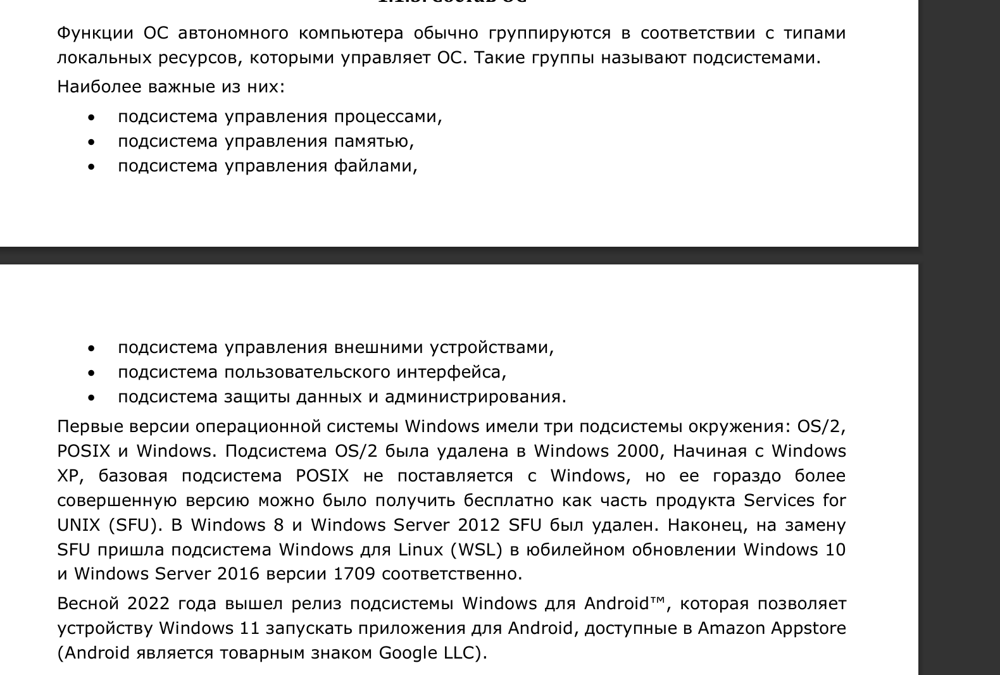 1.1.3. Состав ОС
Функции ОС автономного компьютера обычно группируются в соответствии с типами
локальных ресурсов, которыми управляет ОС. Такие группы называют подсистемами.
Наиболее важные из них:
• подсистема управления процессами,
• подсистема управления памятью,
• подсистема управления файлами,
• подсистема управления внешними устройствами,
• подсистема пользовательского интерфейса,
• подсистема защиты данных и администрирования.
Первые версии операционной системы Windows имели три подсистемы окружения: OS/2,
POSIX и Windows. Подсистема OS/2 была удалена в Windows 2000, Начиная с Windows
XP, базовая подсистема POSIX не поставляется с Windows, но ее гораздо более
совершенную версию можно было получить бесплатно как часть продукта Services for
UNIX (SFU). В Windows 8 и Windows Server 2012 SFU был удален. Наконец, на замену
SFU пришла подсистема Windows для Linux (WSL) в юбилейном обновлении Windows 10
и Windows Server 2016 версии 1709 соответственно.
Весной 2022 года вышел релиз подсистемы Windows для Android™, которая позволяет
устройству Windows 11 запускать приложения для Android, доступные в Amazon Appstore
(Android является товарным знаком Google LLC).